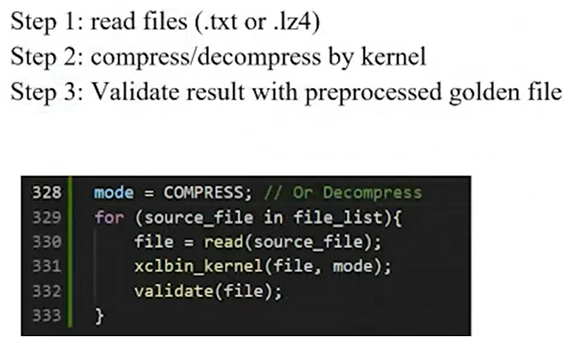 Step 1: read files (.txt or .lz4)
Step 2: compress/decompress by kernel
Step 3: Validate result with preprocessed golden file
328 mode = COMPRESS; // Or Decompress
329 for (source_file in file_list){
330 file = read(source_file);
331 xclbin_kernel(file, mode);
332 validate(file);
333 }